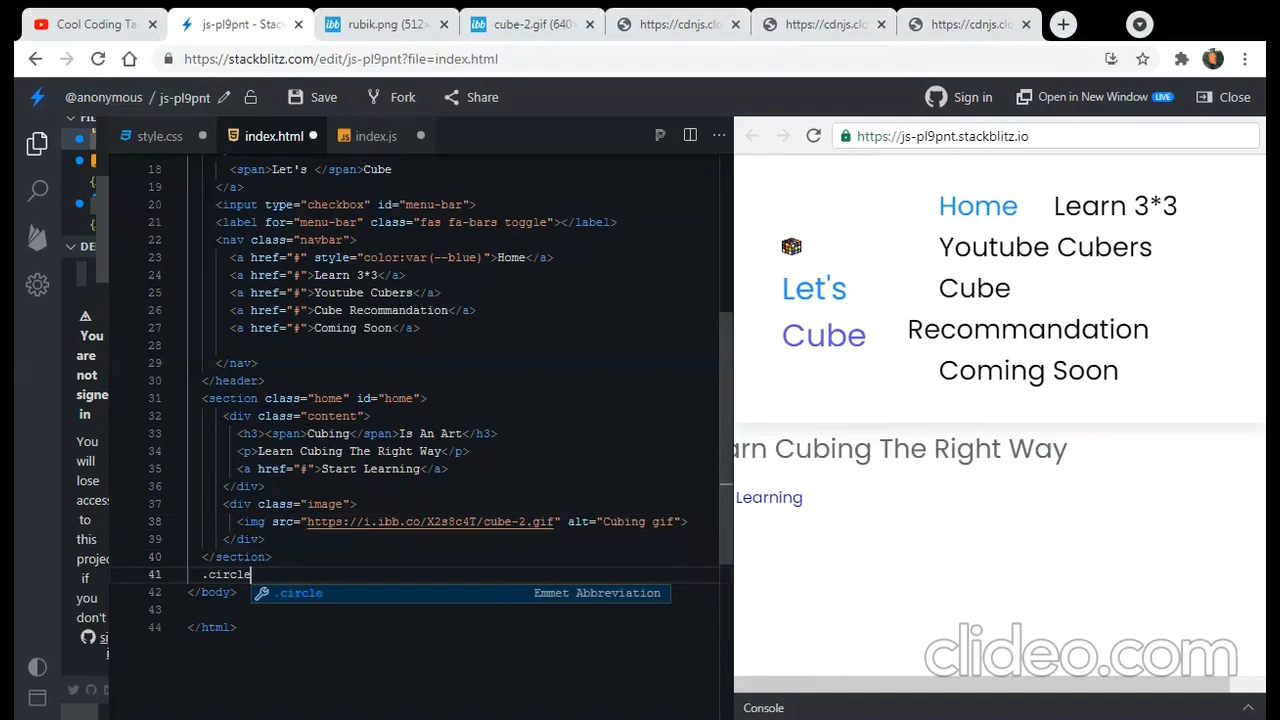 Cool Coding Ta
js-pl9pnt - Stack
rubik.png (512×
cube-2.gif (640×
https://cdnjs.clo
https://cdnjs.cl
https://cdnjs.clo
https://stackblitz.com/edit/js-pl9pnt?file=index.html
@anonymous / js-pl9pnt
Save
Fork
Share
Sign in
Open in New Window LIVE
Close
style.css
index.html
index.js
https://js-pl9pnt.stackblitz.io
DE
You
are
not
signe
in
You
will
lose
access
to
this
projec
if
you
don't
si
18 <span>Let's </span>Cube
19 </a>
20 <input type="checkbox" id="menu-bar">
21 <label for="menu-bar" class="fas fa-bars toggle"></label>
22 <nav class="navbar">
23 <a href="#" style="color:var(--blue)">Home</a>
24 <a href="#">Learn 3*3</a>
25 <a href="#">Youtube Cubers</a>
26 <a href="#">Cube Recommandation</a>
27 <a href="#">Coming Soon</a>
28
29 </nav>
30 </header>
31 <section class="home" id="home">
32 <div class="content">
33 <h3><span>Cubing</span>Is An Art</h3>
34 <p>Learn Cubing The Right Way</p>
35 <a href="#">Start Learning</a>
36 </div>
37 <div class="image">
38 <img src="https://i.ibb.co/X2s8c4T/cube-2.gif" alt="Cubing gif">
39 </div>
40 </section>
41 .circle
42 </body>
.circle Emmet Abbreviation
43
44 </html>
Let's
Cube
Home Learn 3*3
Youtube Cubers
Cube
Recommandation
Coming Soon
arn Cubing The Right Way
Learning
clideo.com
Console